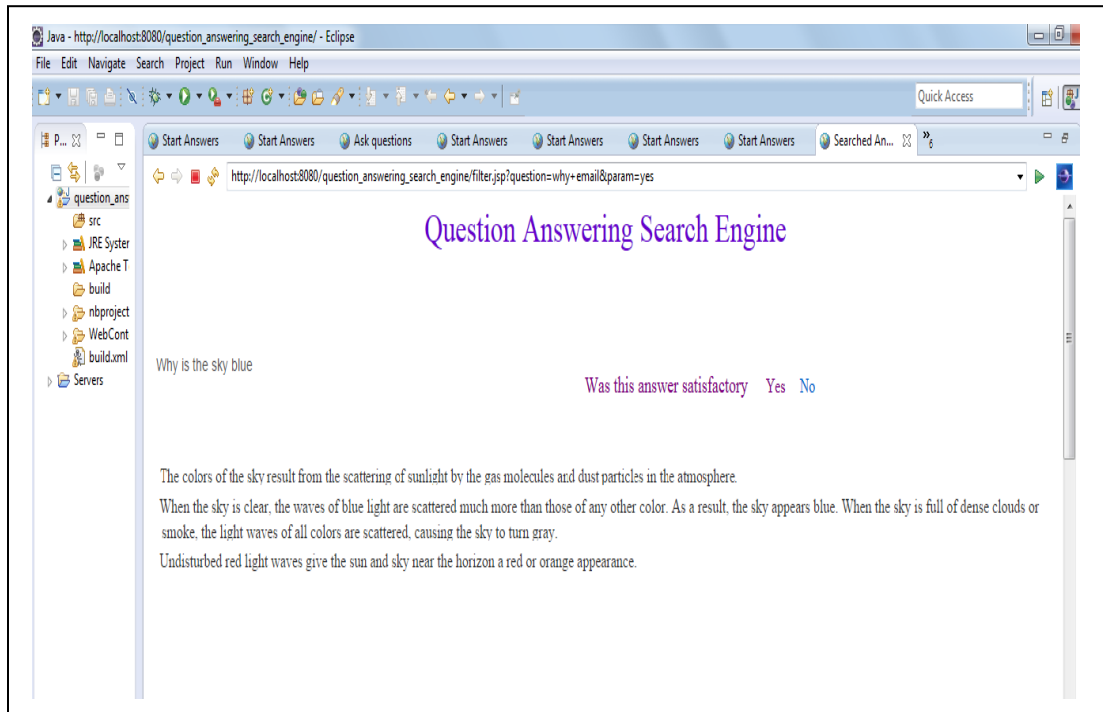 Java - http://localhost:8080/question_answering_search_engine/ - Eclipse
File Edit Navigate Search Project Run Window Help
Quick Access
P...
Start Answers
Start Answers
Ask questions
Start Answers
Start Answers
Start Answers
Start Answers
Searched An...
»6
http://localhost:8080/question_answering_search_engine/filter.jsp?question=why+email&param=yes
question_ans
src
JRE Syster
Apache T
build
nbproject
WebCont
build.xml
Servers
Question Answering Search Engine
Why is the sky blue
Was this answer satisfactory Yes No
The colors of the sky result from the scattering of sunlight by the gas molecules and dust particles in the atmosphere.
When the sky is clear, the waves of blue light are scattered much more than those of any other color. As a result, the sky appears blue. When the sky is full of dense clouds or
smoke, the light waves of all colors are scattered, causing the sky to turn gray.
Undisturbed red light waves give the sun and sky near the horizon a red or orange appearance.